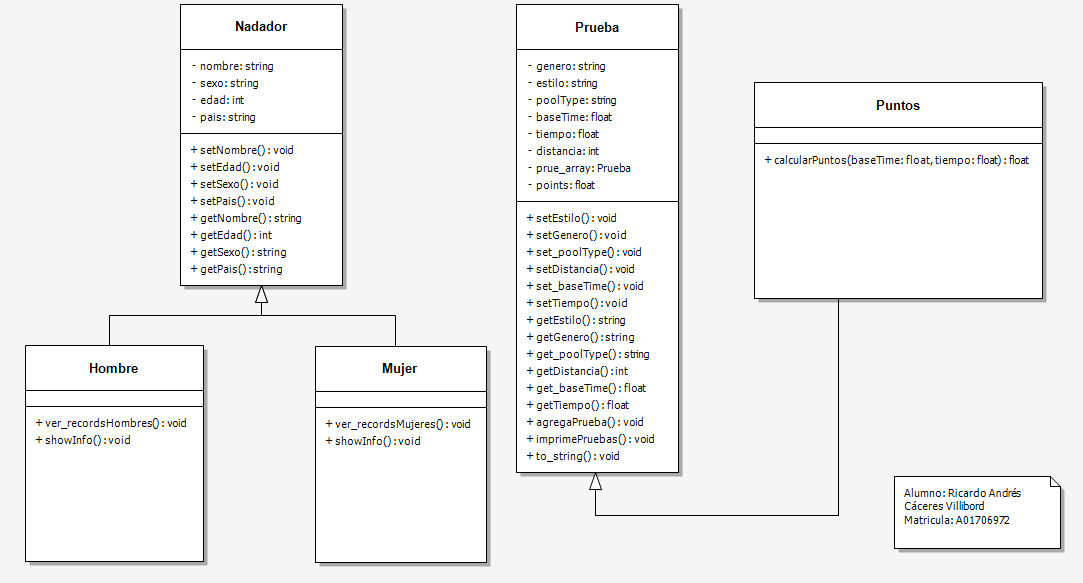 Nadador
- nombre: string
- sexo: string
- edad: int
- pais: string
+ setNombre(): void
+ setEdad(): void
+ setSexo(): void
+ setPais(): void
+ getNombre(): string
+ getEdad(): int
+ getSexo(): string
+ getPais(): string
Prueba
- genero: string
- estilo: string
- poolType: string
- baseTime: float
- tiempo: float
- distancia: int
- prue_array: Prueba
- points: float
+ setEstilo(): void
+ setGenero(): void
+ set_poolType(): void
+ setDistancia(): void
+ set_baseTime(): void
+ setTiempo(): void
+ getEstilo(): string
+ getGenero(): string
+ get_poolType(): string
+ getDistancia(): int
+ get_baseTime(): float
+ getTiempo(): float
+ agregaPrueba(): void
+ imprimePruebas(): void
+ to_string(): void
Puntos
+ calcularPuntos(baseTime: float, tiempo: float): float
Hombre
+ ver_recordsHombres(): void
+ showInfo(): void
Mujer
+ ver_recordsMujeres(): void
+ showInfo(): void
Alumno: Ricardo Andrés
Cáceres Villibord
Matricula: A01706972